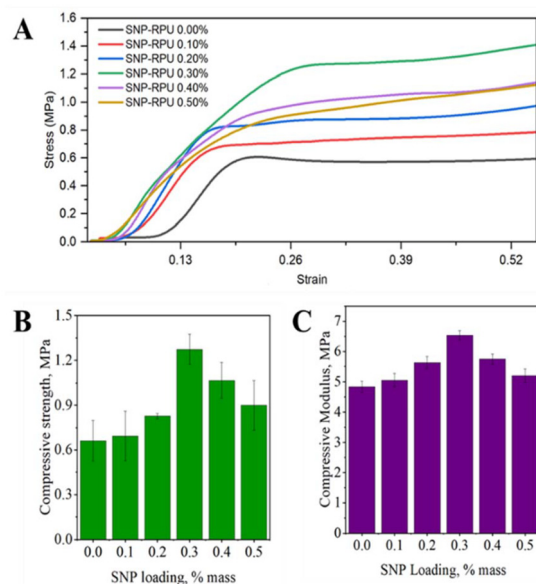 A
1.6
1.4
1.2
1.0
0.8
0.6
0.4
0.2
0.0
Stress (MPa)
SNP-RPU 0.00%
SNP-RPU 0.10%
SNP-RPU 0.20%
SNP-RPU 0.30%
SNP-RPU 0.40%
SNP-RPU 0.50%
0.13 0.26 0.39 0.52
Strain
B
1.5
1.2
0.9
0.6
0.3
0.0
Compressive strength, MPa
0.0 0.1 0.2 0.3 0.4 0.5
SNP loading, % mass
C
7
6
5
4
3
2
1
0
Compressive Modulus, MPa
0.0 0.1 0.2 0.3 0.4 0.5
SNP Loading, % mass